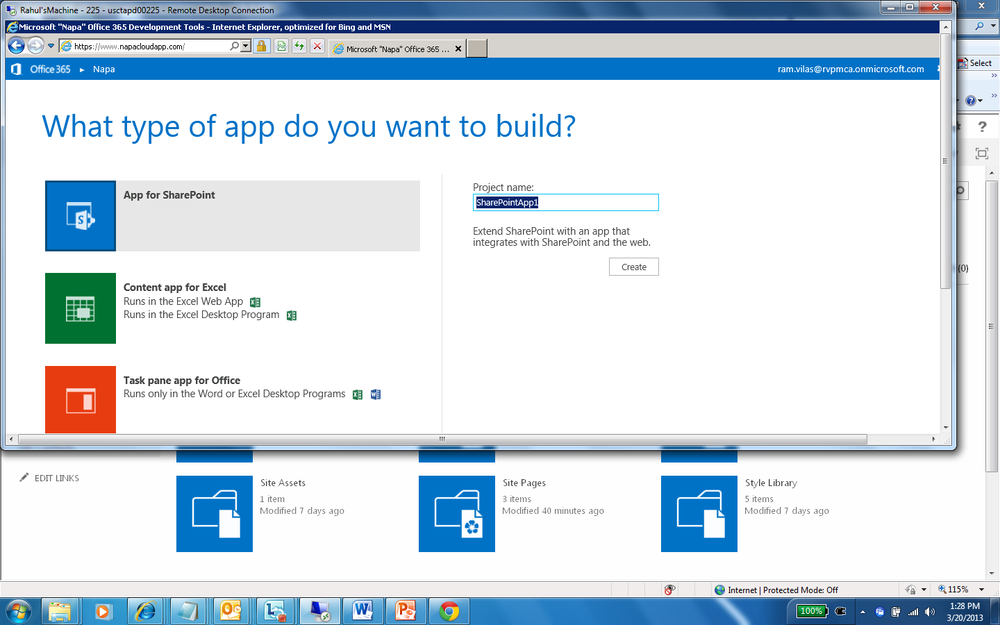 Rahul'sMachine - 225 - usctapd00225 - Remote Desktop Connection
Microsoft "Napa" Office 365 Development Tools - Internet Explorer, optimized for Bing and MSN
https://www.napacloudapp.com/
Microsoft "Napa" Office 365 ...
Select
Office 365 ▸ Napa
ram.vilas@rvpmca.onmicrosoft.com
What type of app do you want to build?
App for SharePoint
Project name:
SharePointApp1
Extend SharePoint with an app that
integrates with SharePoint and the web.
Create
(0)
Content app for Excel
Runs in the Excel Web App
Runs in the Excel Desktop Program
Task pane app for Office
Runs only in the Word or Excel Desktop Programs
EDIT LINKS
Site Assets
1 item
Modified 7 days ago
Site Pages
3 items
Modified 40 minutes ago
Style Library
5 items
Modified 7 days ago
Internet | Protected Mode: Off
115%
100%
1:28 PM
3/20/2013